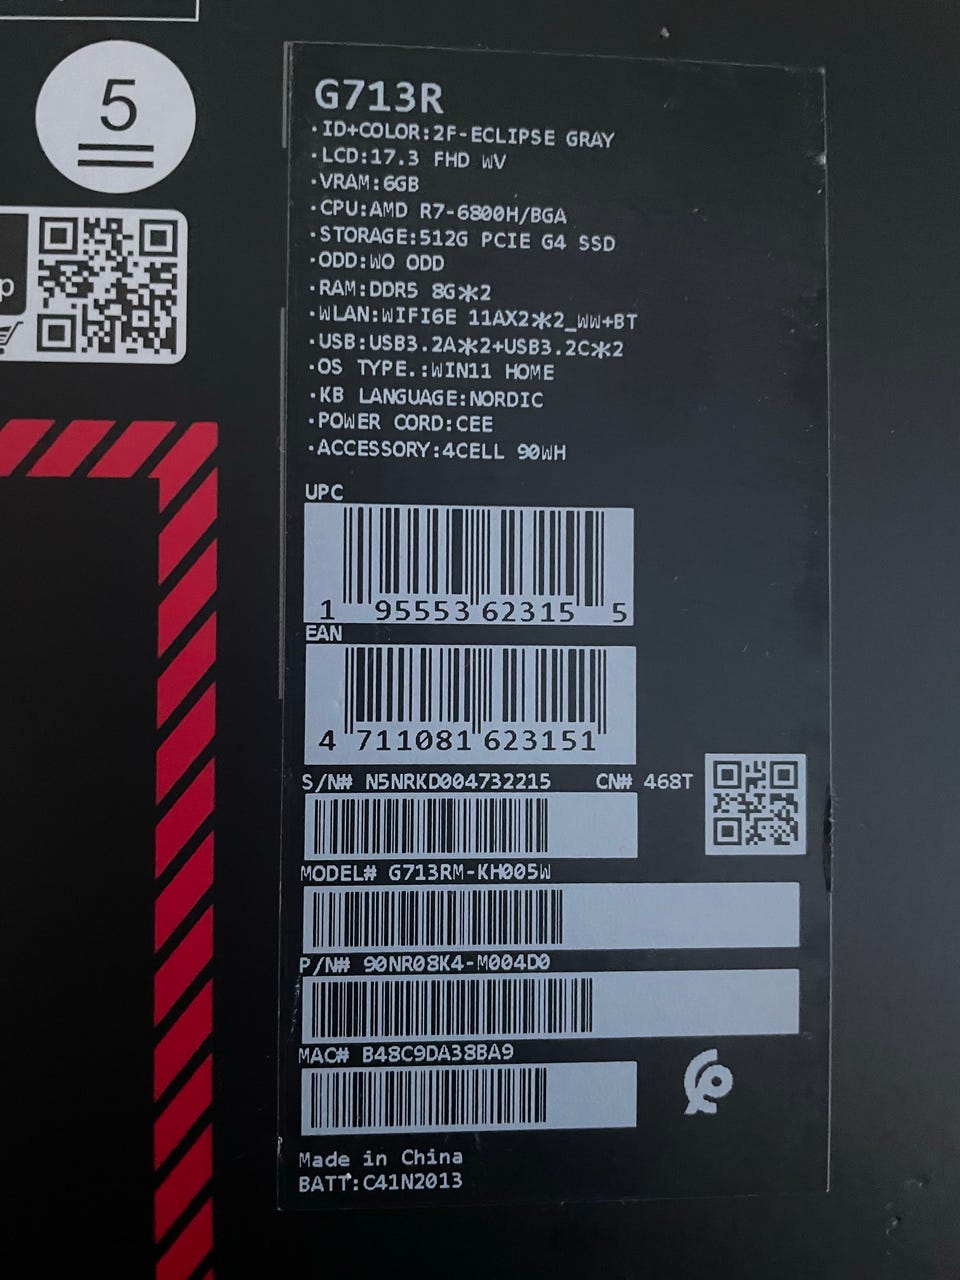 5
p
G713R
·ID+COLOR:2F-ECLIPSE GRAY
·LCD:17.3 FHD WV
·VRAM:6GB
·CPU:AMD R7-6800H/BGA
·STORAGE:512G PCIE G4 SSD
·ODD:WO ODD
·RAM:DDR5 8G*2
·WLAN:WIFI6E 11AX2*2_WW+BT
·USB:USB3.2A*2+USB3.2C*2
·OS TYPE.:WIN11 HOME
·KB LANGUAGE:NORDIC
·POWER CORD:CEE
·ACCESSORY:4CELL 90WH
UPC
1 95553 62315 5
EAN
4 711081 623151
S/N# N5NRKD004732215 CN# 468T
MODEL# G713RM-KH005W
P/N# 90NR08K4-M004D0
MAC# B48C9DA38BA9
Made in China
BATT:C41N2013